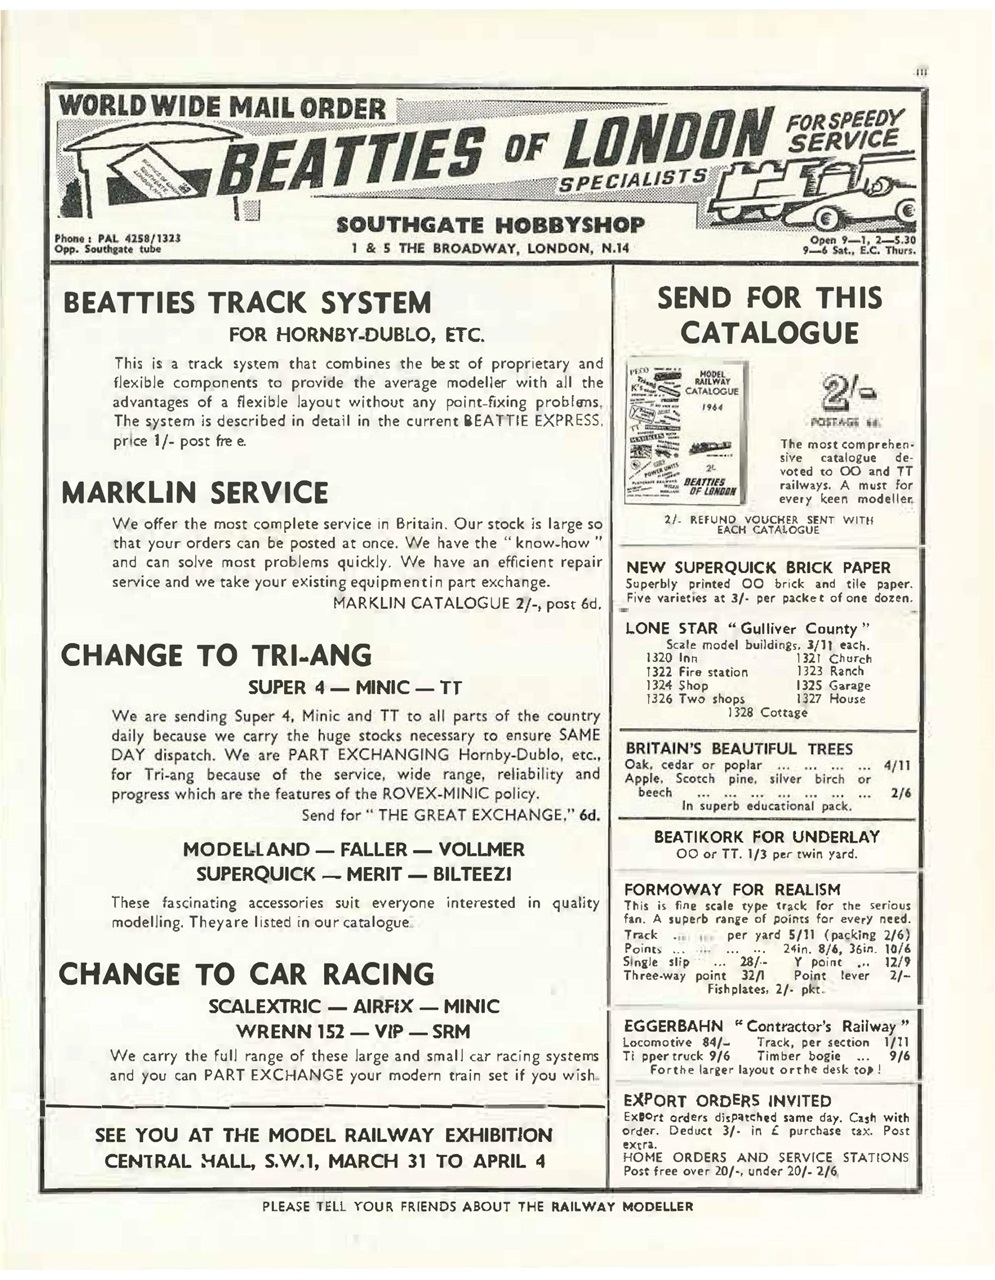 III
WORLD WIDE MAIL ORDER
BEATTIES OF LONDON
SPECIALISTS
FOR SPEEDY
SERVICE
SOUTHGATE HOBBYSHOP
Phone : PAL 4258/1323
Opp. Southgate tube
1 & 5 THE BROADWAY, LONDON, N.14
Open 9—1, 2—5.30
9—6 Sat., E.C. Thurs.
BEATTIES TRACK SYSTEM
FOR HORNBY-DUBLO, ETC.
This is a track system that combines the best of proprietary and
flexible components to provide the average modeller with all the
advantages of a flexible layout without any point-fixing problems.
The system is described in detail in the current BEATTIE EXPRESS,
price 1/- post free.
MARKLIN SERVICE
We offer the most complete service in Britain. Our stock is large so
that your orders can be posted at once. We have the " know-how "
and can solve most problems quickly. We have an efficient repair
service and we take your existing equipment in part exchange.
MARKLIN CATALOGUE 2/-, post 6d.
CHANGE TO TRI-ANG
SUPER 4 — MINIC — TT
We are sending Super 4, Minic and TT to all parts of the country
daily because we carry the huge stocks necessary to ensure SAME
DAY dispatch. We are PART EXCHANGING Hornby-Dublo, etc.,
for Tri-ang because of the service, wide range, reliability and
progress which are the features of the ROVEX-MINIC policy.
Send for " THE GREAT EXCHANGE," 6d.
MODEL-LAND — FALLER — VOLLMER
SUPERQUICK — MERIT — BILTEEZI
These fascinating accessories suit everyone interested in quality
modelling. They are listed in our catalogue.
CHANGE TO CAR RACING
SCALEXTRIC — AIRFIX — MINIC
WRENN 152 — VIP — SRM
We carry the full range of these large and small car racing systems
and you can PART EXCHANGE your modern train set if you wish.
SEE YOU AT THE MODEL RAILWAY EXHIBITION
CENTRAL HALL, S.W.1, MARCH 31 TO APRIL 4
SEND FOR THIS
CATALOGUE
PECO
MODEL
RAILWAY
CATALOGUE
1964
POWER UNITS
2/-
BEATTIES
OF LONDON
2/-
POSTAGE 6d.
The most comprehen-
sive catalogue de-
voted to OO and TT
railways. A must for
every keen modeller.
2/- REFUND VOUCHER SENT WITH
EACH CATALOGUE
NEW SUPERQUICK BRICK PAPER
Superbly printed OO brick and tile paper.
Five varieties at 3/- per packet of one dozen.
LONE STAR " Gulliver County "
Scale model buildings, 3/11 each.
1320 Inn 1321 Church
1322 Fire station 1323 Ranch
1324 Shop 1325 Garage
1326 Two shops 1327 House
1328 Cottage
BRITAIN'S BEAUTIFUL TREES
Oak, cedar or poplar ... ... ... ... 4/11
Apple, Scotch pine, silver birch or
beech ... ... ... ... ... ... 2/6
In superb educational pack.
BEATIKORK FOR UNDERLAY
OO or TT. 1/3 per twin yard.
FORMOWAY FOR REALISM
This is fine scale type track for the serious
fan. A superb range of points for every need.
Track ... ... per yard 5/11 (packing 2/6)
Points ... ... ... ... 24in. 8/6, 36in. 10/6
Single slip ... 28/- Y point ... 12/9
Three-way point 32/1 Point lever 2/-
Fishplates, 2/- pkt.
EGGERBAHN " Contractor's Railway "
Locomotive 84/- Track, per section 1/11
Tipper truck 9/6 Timber bogie ... 9/6
For the larger layout or the desk top !
EXPORT ORDERS INVITED
Export orders dispatched same day. Cash with
order. Deduct 3/- in £ purchase tax. Post
extra.
HOME ORDERS AND SERVICE STATIONS
Post free over 20/-, under 20/- 2/6.
PLEASE TELL YOUR FRIENDS ABOUT THE RAILWAY MODELLER